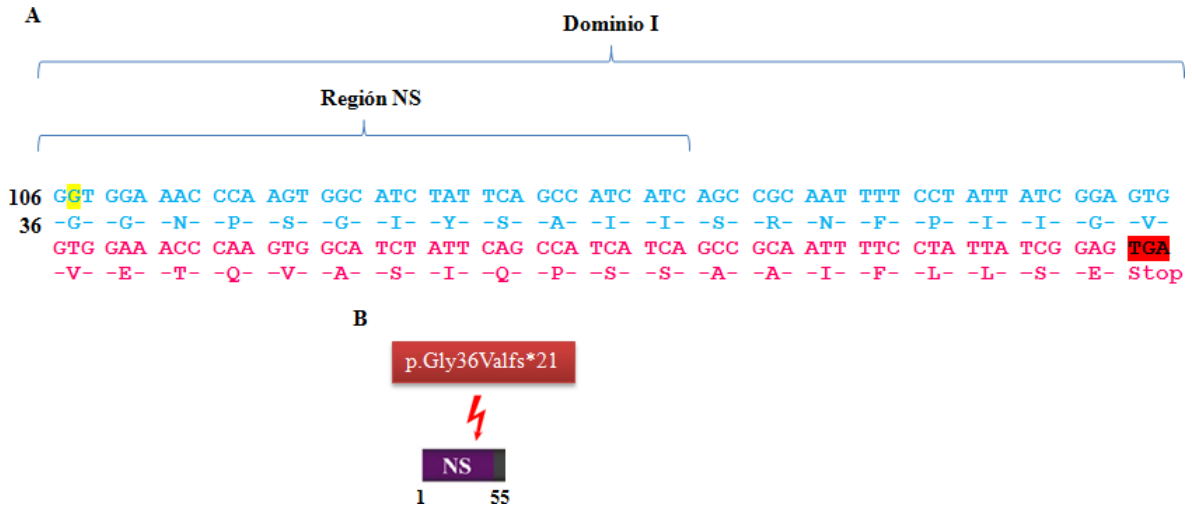 A
Dominio I
Región NS
106 GGT GGA AAC CCA AGT GGC ATC TAT TCA GCC ATC ATC AGC CGC AAT TTT CCT ATT ATC GGA GTG
36 -G- -G- -N- -P- -S- -G- -I- -Y- -S- -A- -I- -I- -S- -R- -N- -F- -P- -I- -I- -G- -V-
GTG GAA ACC CAA GTG GCA TCT ATT CAG CCA TCA TCA GCC GCA ATT TTC CTA TTA TCG GAG TGA
-V- -E- -T- -Q- -V- -A- -S- -I- -Q- -P- -S- -S- -A- -A- -I- -F- -L- -L- -S- -E- Stop
B
p.Gly36Valfs*21
NS
1 55